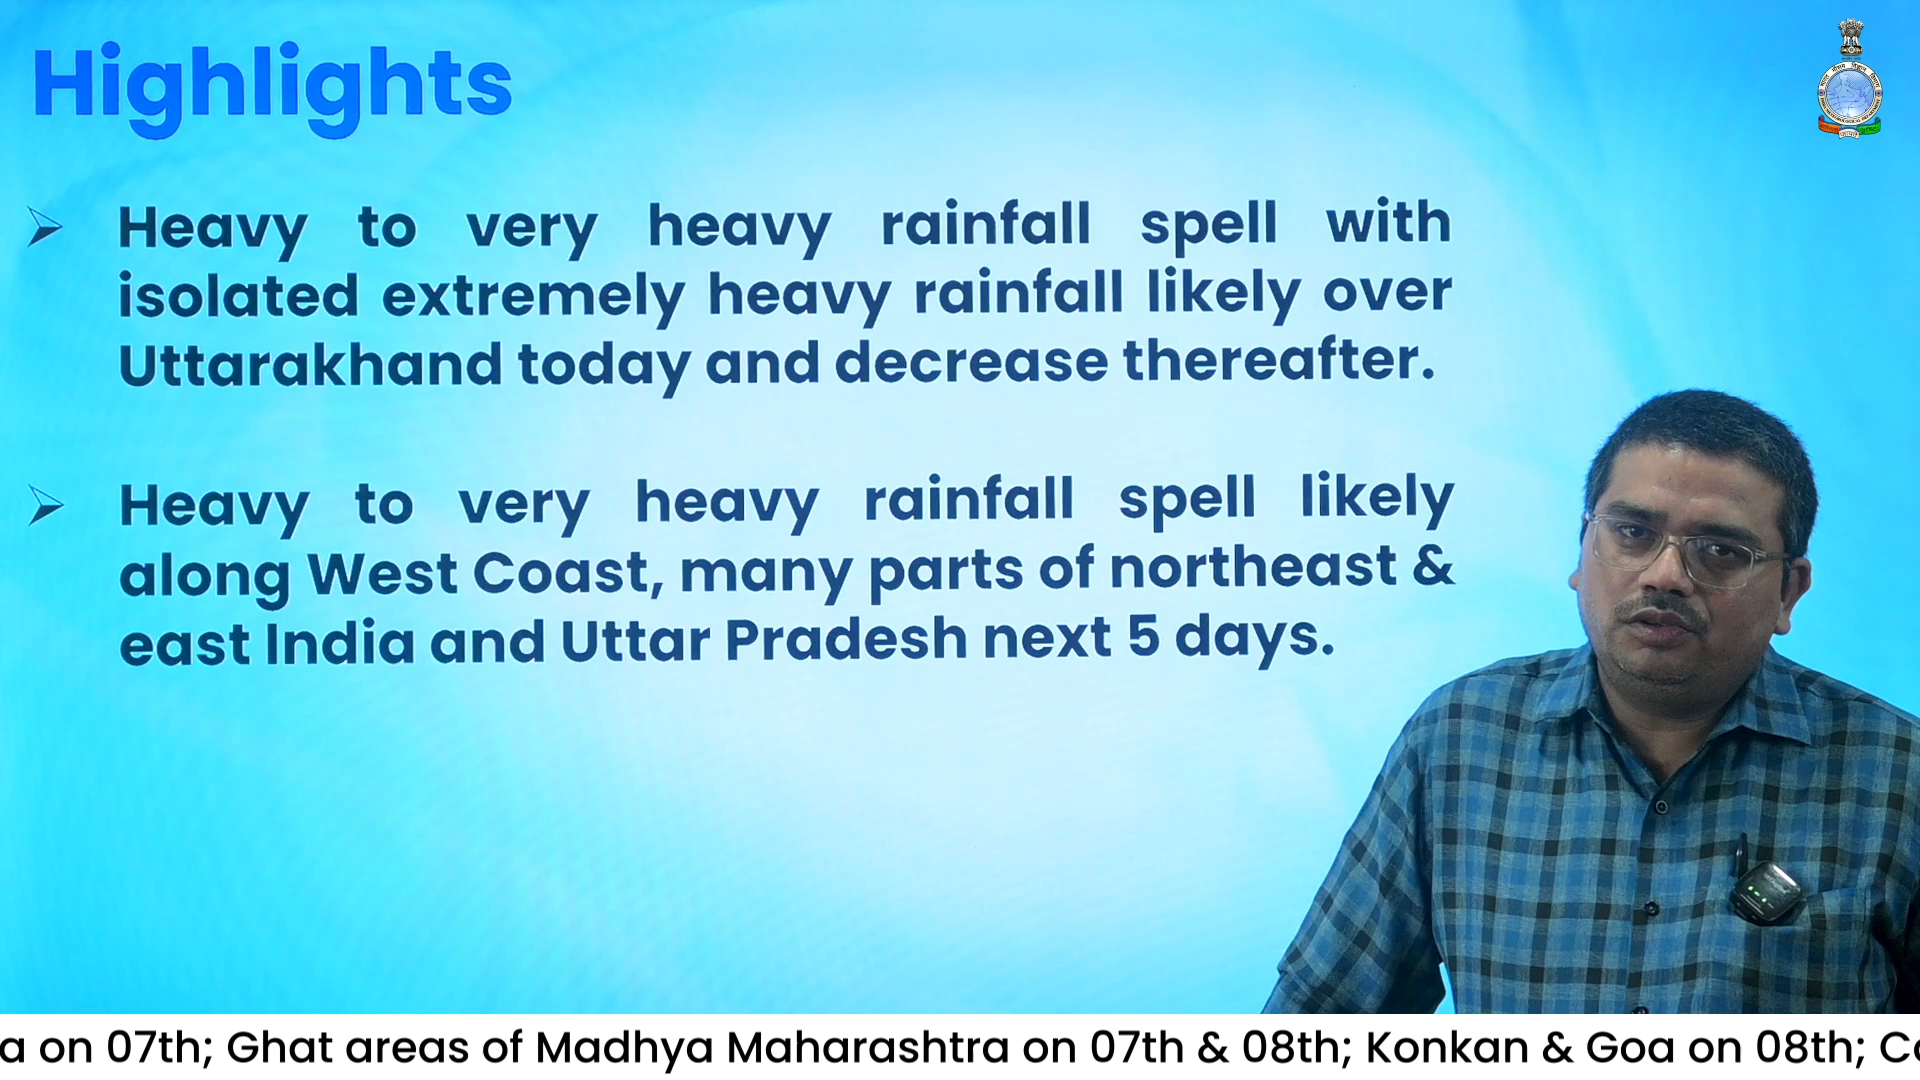 Highlights
Heavy to very heavy rainfall spell with
isolated extremely heavy rainfall likely over
Uttarakhand today and decrease thereafter.
Heavy to very heavy rainfall spell likely
along West Coast, many parts of northeast &
east India and Uttar Pradesh next 5 days.
a on 07th; Ghat areas of Madhya Maharashtra on 07th & 08th; Konkan & Goa on 08th;